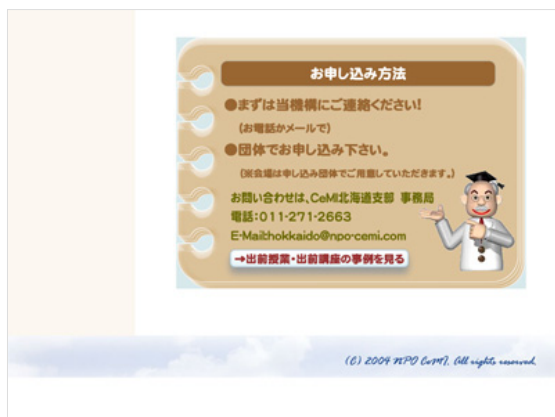 お申し込み方法
●まずは当機構にご連絡ください!
(お電話かメールで)
●団体でお申し込み下さい。
(※会場は申し込み団体でご用意していただきます。)
お問い合わせは、CeMI北海道支部 事務局
電話:011-271-2663
E-Mail:hokkaido@npo-cemi.com
→出前授業・出前講座の事例を見る
(C) 2004 NPO CeMI. All rights reserved.